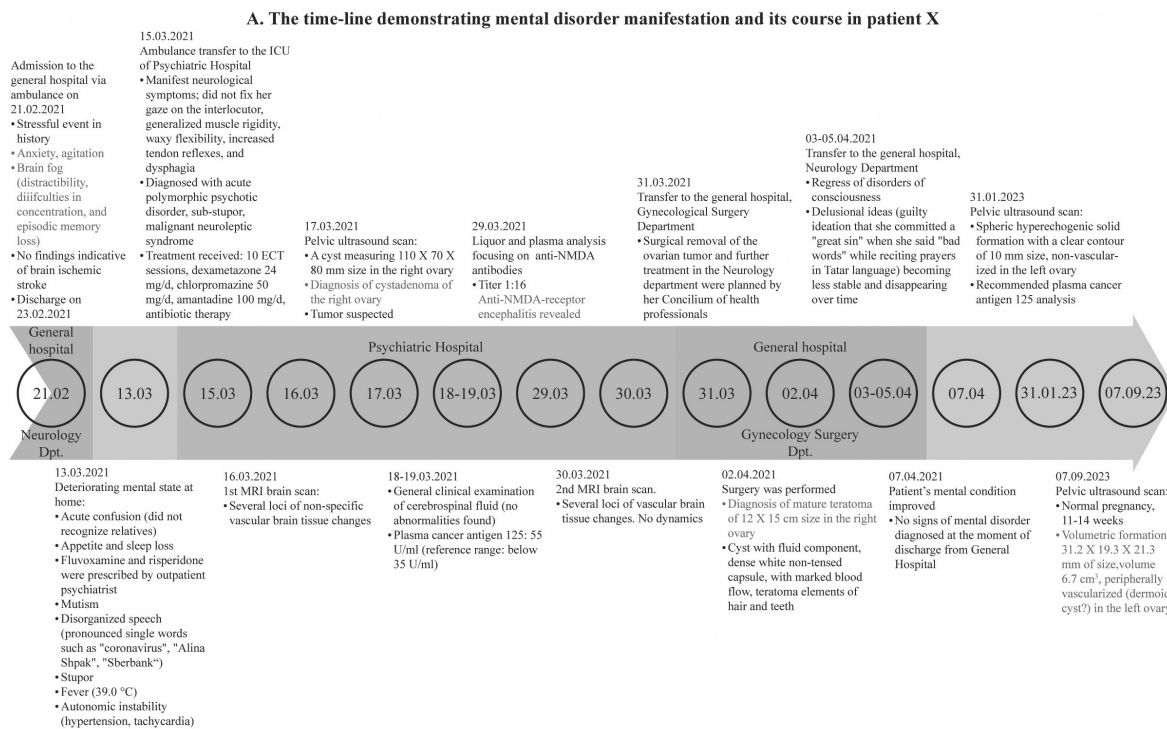 A. The time-line demonstrating mental disorder manifestation and its course in patient X
Admission to the
general hospital via
ambulance on
21.02.2021
• Stressful event in
history
• Anxiety, agitation
• Brain fog
(distractibility,
diiifculties in
concentration, and
episodic memory
loss)
• No findings indicative
of brain ischemic
stroke
• Discharge on
23.02.2021
15.03.2021
Ambulance transfer to the ICU
of Psychiatric Hospital
• Manifest neurological
symptoms; did not fix her
gaze on the interlocutor,
generalized muscle rigidity,
waxy flexibility, increased
tendon reflexes, and
dysphagia
• Diagnosed with acute
polymorphic psychotic
disorder, sub-stupor,
malignant neuroleptic
syndrome
• Treatment received: 10 ECT
sessions, dexametazone 24
mg/d, chlorpromazine 50
mg/d, amantadine 100 mg/d,
antibiotic therapy
17.03.2021
Pelvic ultrasound scan:
• A cyst measuring 110 X 70 X
80 mm size in the right ovary
• Diagnosis of cystadenoma of
the right ovary
• Tumor suspected
29.03.2021
Liquor and plasma analysis
focusing on anti-NMDA
antibodies
• Titer 1:16
Anti-NMDA-receptor
encephalitis revealed
31.03.2021
Transfer to the general hospital,
Gynecological Surgery
Department
• Surgical removal of the
ovarian tumor and further
treatment in the Neurology
department were planned by
her Concilium of health
professionals
03-05.04.2021
Transfer to the general hospital,
Neurology Department
• Regress of disorders of
consciousness
• Delusional ideas (guilty
ideation that she committed a
"great sin" when she said "bad
words" while reciting prayers
in Tatar language) becoming
less stable and disappearing
over time
31.01.2023
Pelvic ultrasound scan:
• Spheric hyperechogenic solid
formation with a clear contour
of 10 mm size, non-vascular-
ized in the left ovary
• Recommended plasma cancer
antigen 125 analysis
General
hospital
Psychiatric Hospital
General hospital
21.02
13.03
15.03
16.03
17.03
18-19.03
29.03
30.03
31.03
02.04
03-05.04
07.04
31.01.23
07.09.23
Neurology
Dpt.
Gynecology Surgery
Dpt.
13.03.2021
Deteriorating mental state at
home:
• Acute confusion (did not
recognize relatives)
• Appetite and sleep loss
• Fluvoxamine and risperidone
were prescribed by outpatient
psychiatrist
• Mutism
• Disorganized speech
(pronounced single words
such as "coronavirus", "Alina
Shpak", "Sberbank“)
• Stupor
• Fever (39.0 °C)
• Autonomic instability
(hypertension, tachycardia)
16.03.2021
1st MRI brain scan:
• Several loci of non-specific
vascular brain tissue changes
18-19.03.2021
• General clinical examination
of cerebrospinal fluid (no
abnormalities found)
• Plasma cancer antigen 125: 55
U/ml (reference range: below
35 U/ml)
30.03.2021
2nd MRI brain scan.
• Several loci of vascular brain
tissue changes. No dynamics
02.04.2021
Surgery was performed
• Diagnosis of mature teratoma
of 12 X 15 cm size in the right
ovary
• Cyst with fluid component,
dense white non-tensed
capsule, with marked blood
flow, teratoma elements of
hair and teeth
07.04.2021
Patient’s mental condition
improved
• No signs of mental disorder
diagnosed at the moment of
discharge from General
Hospital
07.09.2023
Pelvic ultrasound scan:
• Normal pregnancy,
11-14 weeks
• Volumetric formation
31.2 X 19.3 X 21.3
mm of size,volume
6.7 cm³, peripherally
vascularized (dermoid
cyst?) in the left ovary